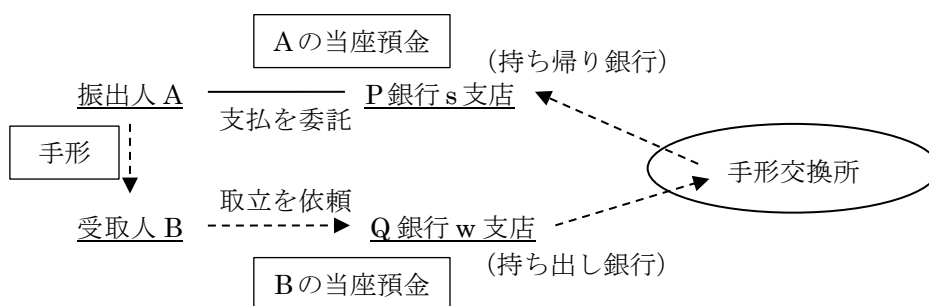 Aの当座預金
(持ち帰り銀行)
振出人A
P銀行s支店
支払を委託
手形
手形交換所
取立を依頼
受取人B
Q銀行w支店
(持ち出し銀行)
Bの当座預金